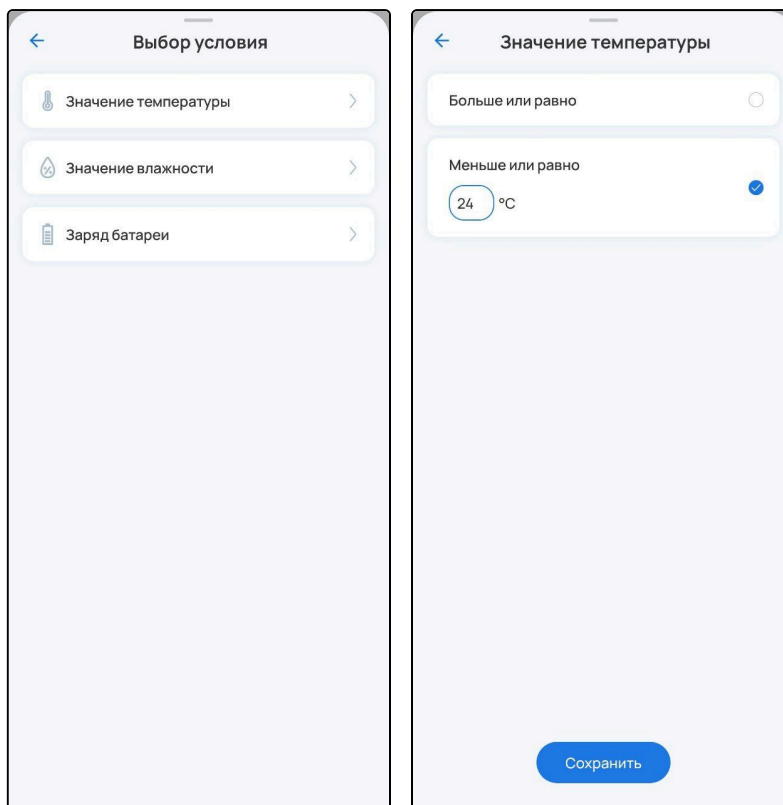 Выбор условия
Значение температуры
Значение влажности
Заряд батареи
Значение температуры
Больше или равно
Меньше или равно
24 °C
Сохранить